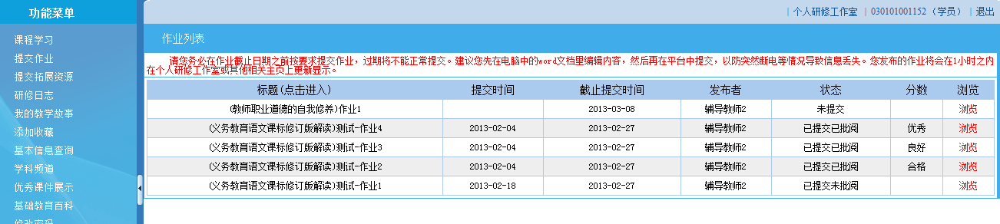 功能菜单
课程学习
提交作业
提交拓展资源
研修日志
我的教学故事
添加收藏
基本信息查询
学科频道
优秀课件展示
基础教育百科
修改密码
| 个人研修工作室 | 030101001152 (学员) | 退出
作业列表
请您务必在作业截止日期之前按要求提交作业，过期将不能正常提交。建议您先在电脑中的word文档里编辑内容，然后再在平台中提交，以防突然断电等情况导致信息丢失。您发布的作业将会在1小时之内
在个人研修工作室或其他相关主页上更新显示。
标题(点击进入) 提交时间 截止提交时间 发布者 状态 分数 浏览
(教师职业道德的自我修养)作业1 2013-03-08 辅导教师2 未提交 浏览
(义务教育语文课标修订版解读)测试-作业4 2013-02-04 2013-02-27 辅导教师2 已提交已批阅 优秀 浏览
(义务教育语文课标修订版解读)测试-作业3 2013-02-04 2013-02-27 辅导教师2 已提交已批阅 良好 浏览
(义务教育语文课标修订版解读)测试-作业2 2013-02-04 2013-02-27 辅导教师2 已提交已批阅 合格 浏览
(义务教育语文课标修订版解读)测试-作业1 2013-02-18 2013-02-27 辅导教师2 已提交未批阅 浏览